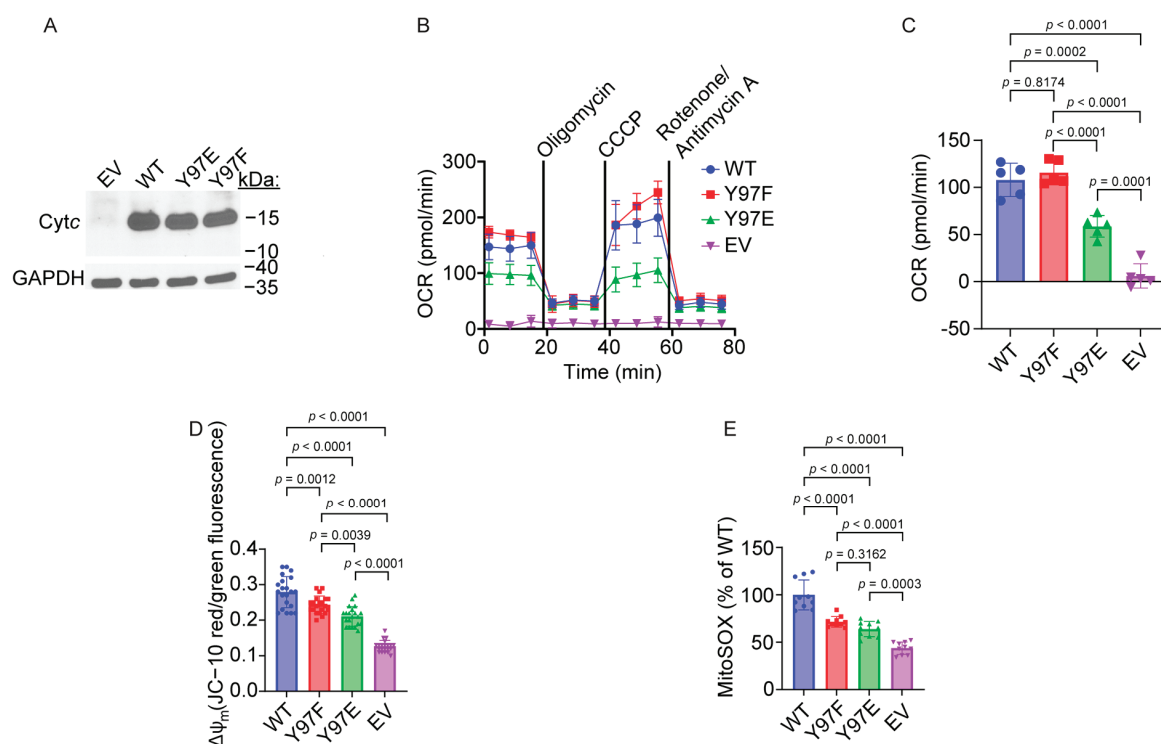 A
EV
WT
Y97E
Y97F
kDa:
Cytc
−15
−10
GAPDH
−40
−35
B
Oligomycin
CCCP
Rotenone/
Antimycin A
OCR (pmol/min)
300
200
100
0
0 20 40 60 80
Time (min)
WT
Y97F
Y97E
EV
C
p < 0.0001
p = 0.0002
p = 0.8174
p < 0.0001
p < 0.0001
p = 0.0001
OCR (pmol/min)
150
100
50
0
-50
WT
Y97F
Y97E
EV
D
p < 0.0001
p < 0.0001
p = 0.0012
p < 0.0001
p = 0.0039
p < 0.0001
Δψm(JC−10 red/green fluorescence)
0.4
0.3
0.2
0.1
0.0
WT
Y97F
Y97E
EV
E
p < 0.0001
p < 0.0001
p < 0.0001
p < 0.0001
p = 0.3162
p = 0.0003
MitoSOX (% of WT)
150
100
50
0
WT
Y97F
Y97E
EV